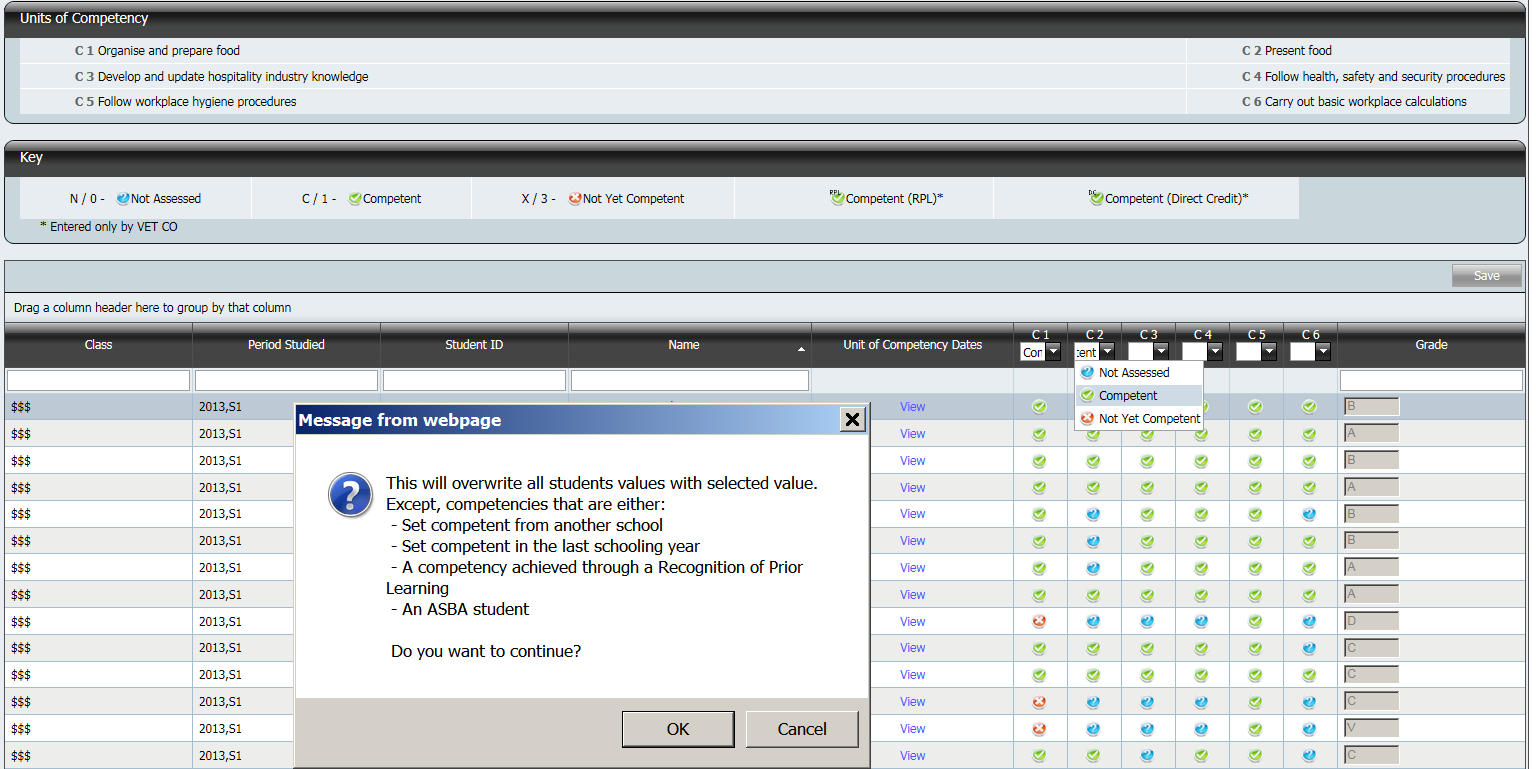 Units of Competency
C 1 Organise and prepare food C 2 Present food
C 3 Develop and update hospitality industry knowledge C 4 Follow health, safety and security procedures
C 5 Follow workplace hygiene procedures C 6 Carry out basic workplace calculations
Key
N / 0 - Not Assessed C / 1 - Competent X / 3 - Not Yet Competent RPL Competent (RPL)* DC Competent (Direct Credit)*
* Entered only by VET CO
Save
Drag a column header here to group by that column
Class Period Studied Student ID Name Unit of Competency Dates C 1 C 2 C 3 C 4 C 5 C 6 Grade
Cor tent
Not Assessed
Competent
Not Yet Competent
$$$ 2013,S1 View B
$$$ 2013,S1 View A
$$$ 2013,S1 View B
$$$ 2013,S1 View A
$$$ 2013,S1 View B
$$$ 2013,S1 View B
$$$ 2013,S1 View A
$$$ 2013,S1 View A
$$$ 2013,S1 View D
$$$ 2013,S1 View C
$$$ 2013,S1 View C
$$$ 2013,S1 View C
$$$ 2013,S1 View V
$$$ 2013,S1 View C
Message from webpage
This will overwrite all students values with selected value.
Except, competencies that are either:
- Set competent from another school
- Set competent in the last schooling year
- A competency achieved through a Recognition of Prior
Learning
- An ASBA student
Do you want to continue?
OK Cancel